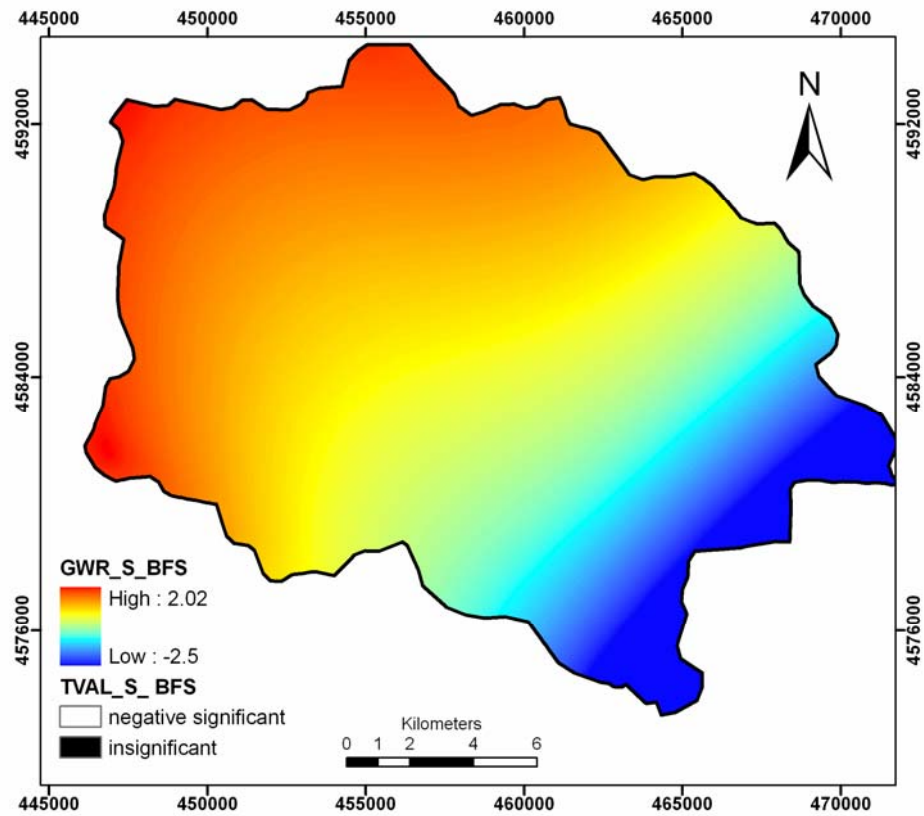 445000 450000 455000 460000 465000 470000
N
4592000 4592000
4584000 4584000
4576000 4576000
GWR_S_BFS
High : 2.02
Low : -2.5
TVAL_S_ BFS
negative significant
insignificant
Kilometers
0 1 2 4 6
445000 450000 455000 460000 465000 470000